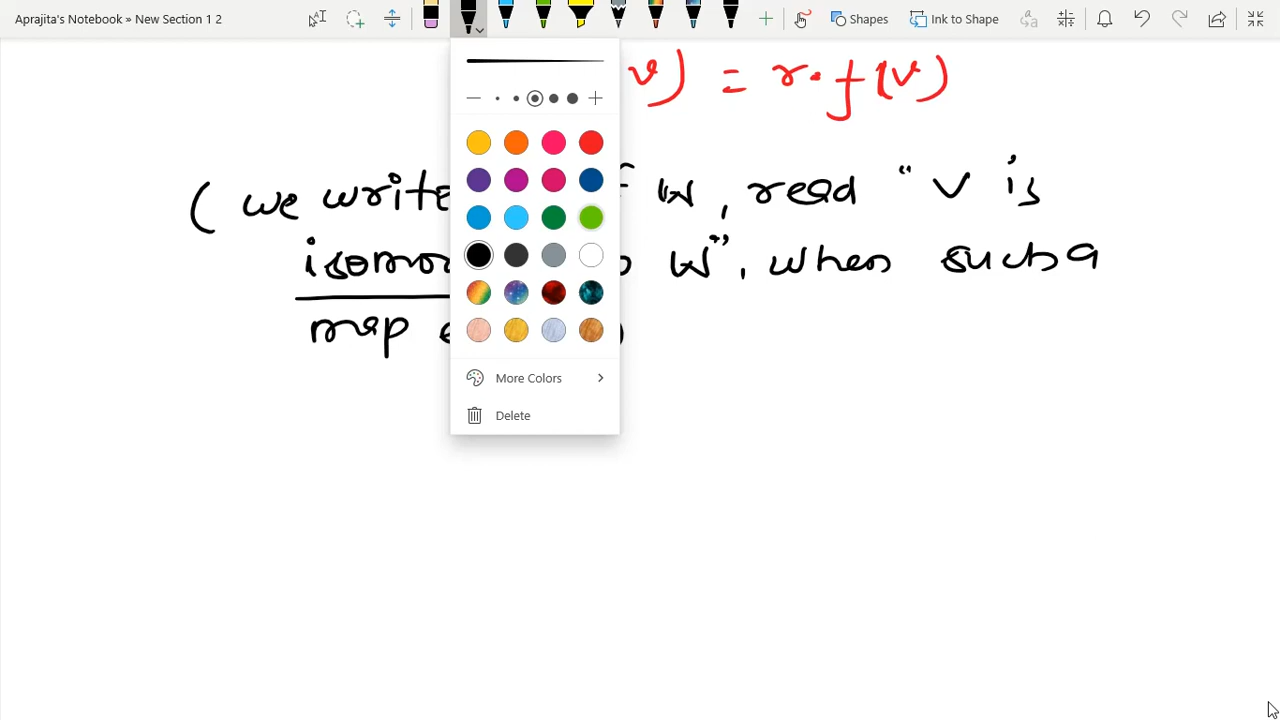 Aprajita's Notebook » New Section 1 2
Shapes
Ink to Shape
v) = r.f(v)
(we write W, read "V is
W", when such a
map
More Colors
Delete